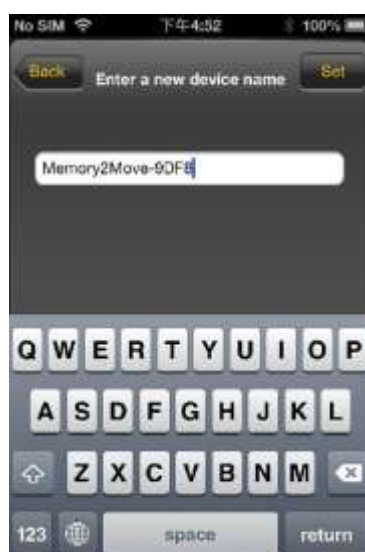 No SIM 下午4:52 100%
Back Enter a new device name Set
Memory2Move-9DF8
Q W E R T Y U I O P
A S D F G H J K L
Z X C V B N M
123 space return